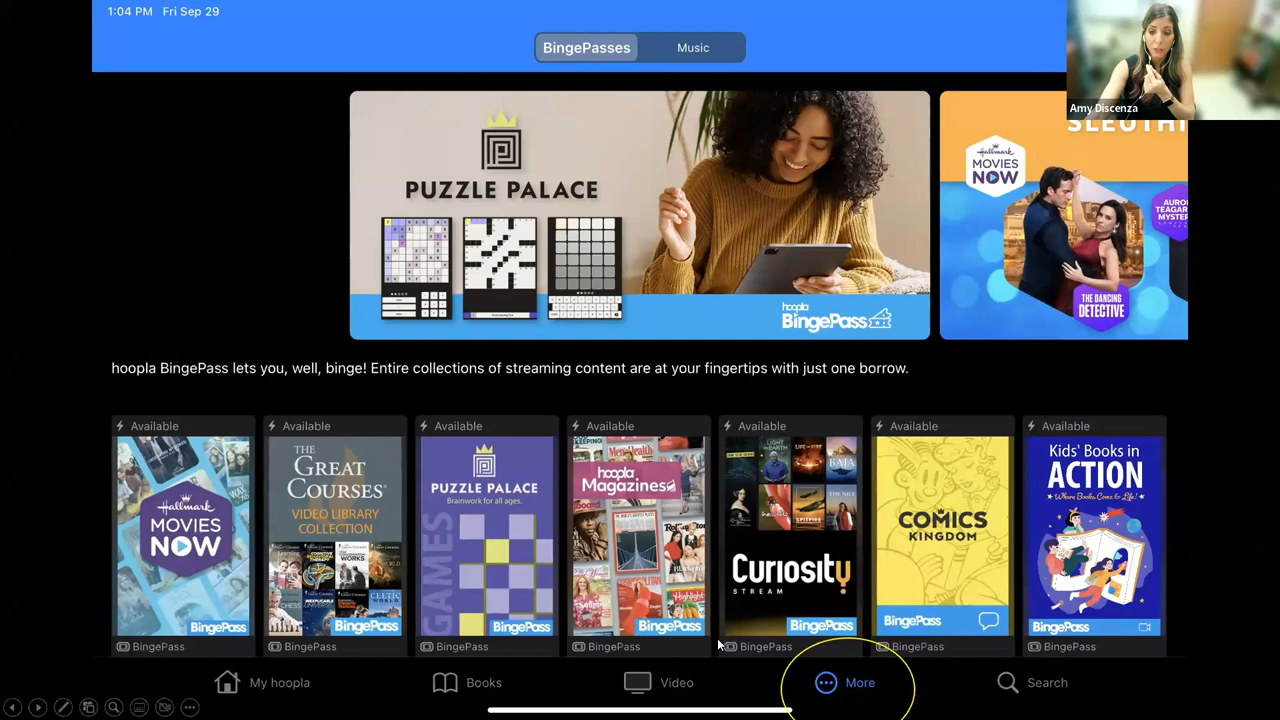 1:04 PM Fri Sep 29
BingePasses Music
Amy Discenza
PUZZLE PALACE
hoopla
BingePass
SLEUTHI
Hallmark
MOVIES
NOW
AURO
TEAGAR
MYSTER
THE DANCING
DETECTIVE
hoopla BingePass lets you, well, binge! Entire collections of streaming content are at your fingertips with just one borrow.
Available Available Available Available Available Available Available
Hallmark
MOVIES
NOW
BingePass
THE
GREAT
COURSES
VIDEO LIBRARY
COLLECTION
BingePass
PUZZLE PALACE
Brainwork for all ages.
GAMES
BingePass
hoopla
Magazines
BingePass
CURIOSITY
STREAM
BingePass
COMICS
KINGDOM
BingePass
Kids' Books in
ACTION
Where Books Come to Life!
BingePass
BingePass BingePass BingePass BingePass BingePass BingePass BingePass
My hoopla Books Video More Search